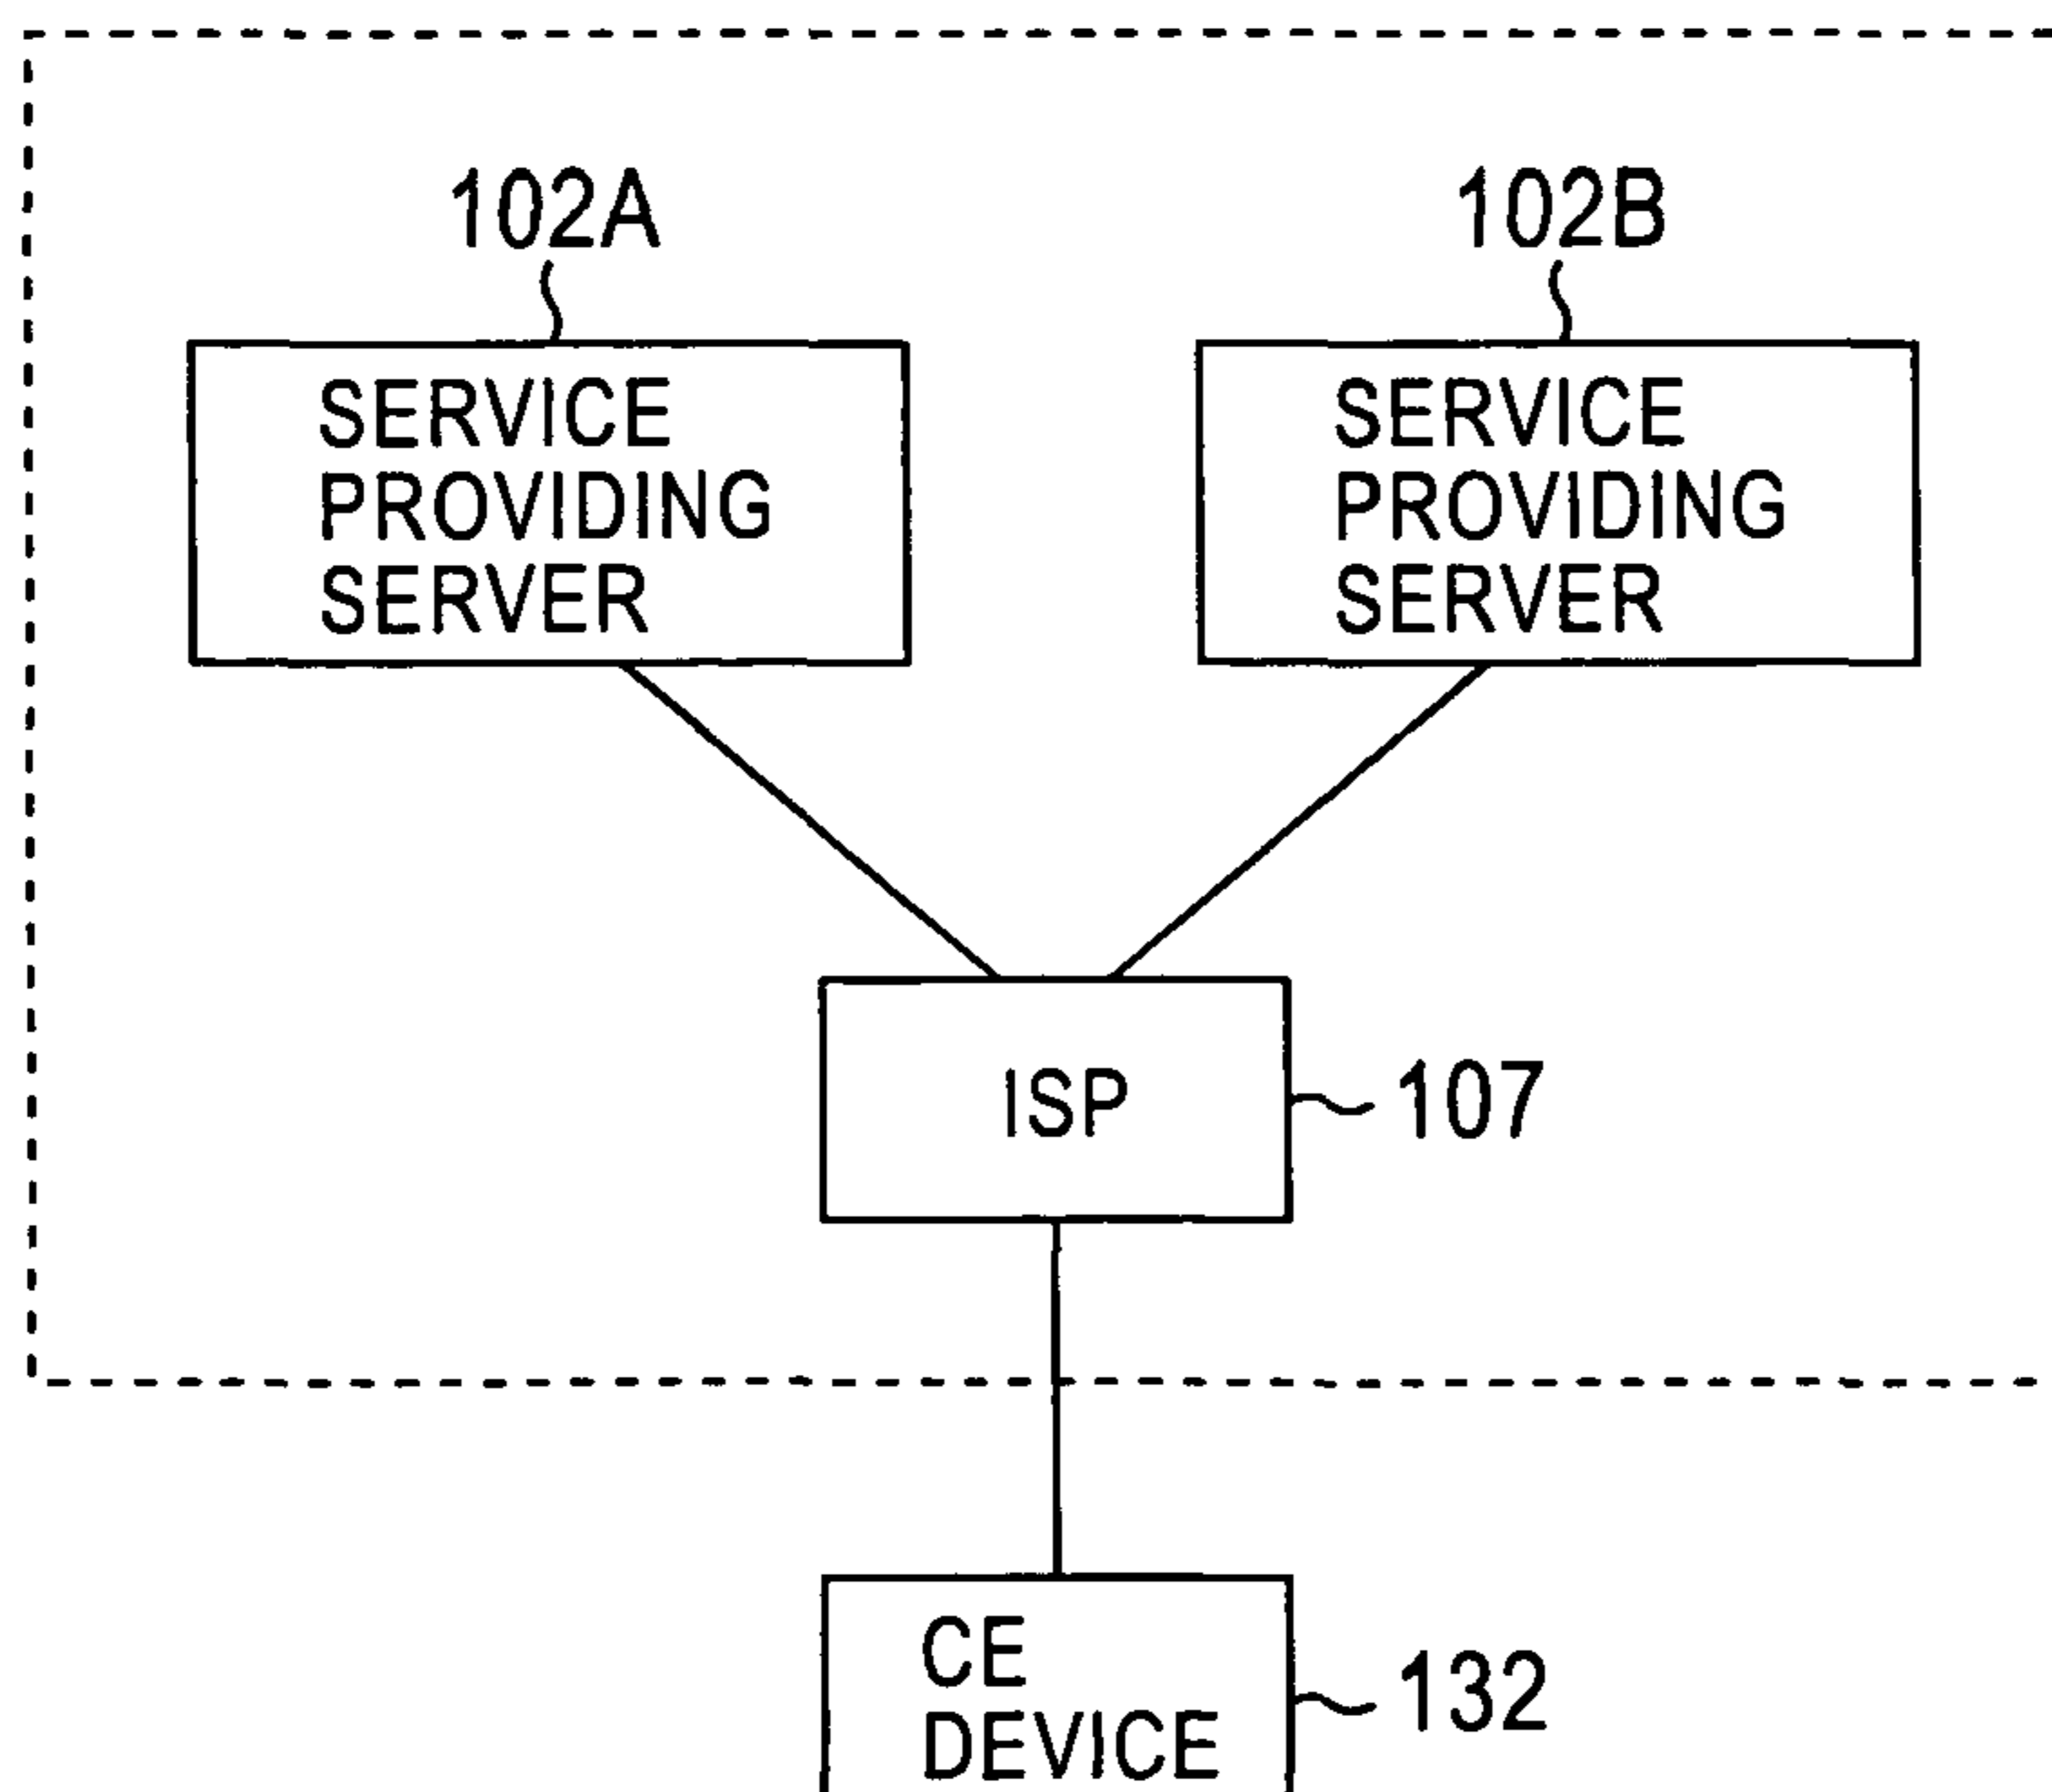 102A
102B
SERVICE
PROVIDING
SERVER
SERVICE
PROVIDING
SERVER
ISP
107
CE
DEVICE
132